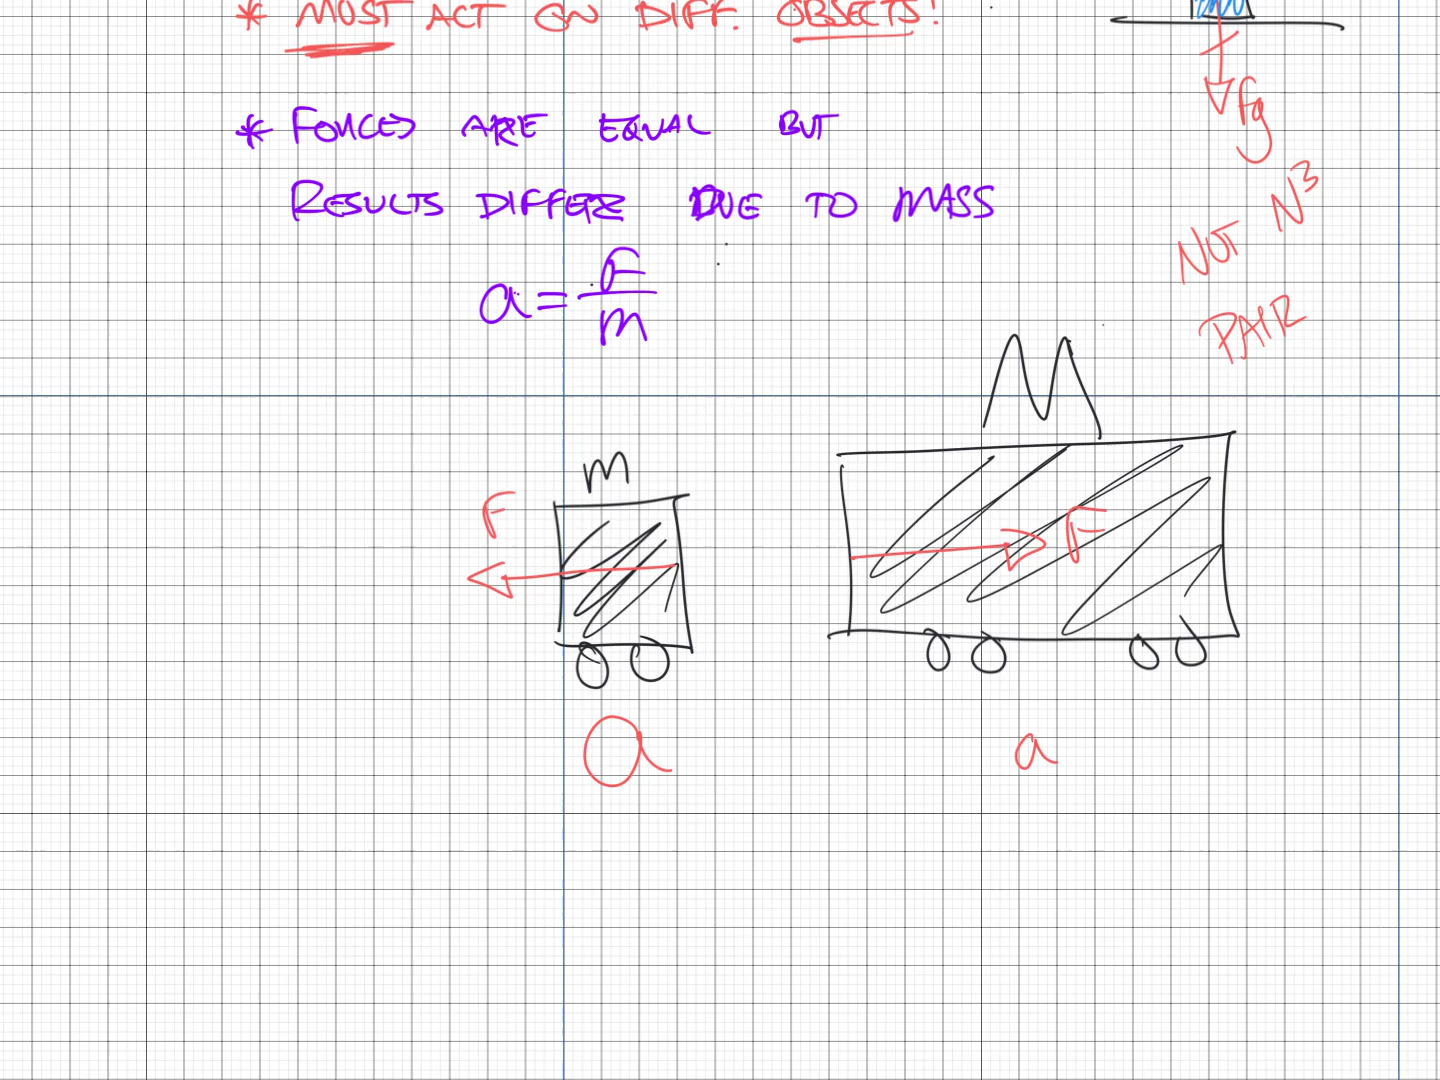 * MUST ACT ON DIFF. OBJECTS!
Fg
* FORCES ARE EQUAL BUT
RESULTS DIFFER DUE TO MASS
NOT N3
PAIR
a = F/m
M
m
F
F
a
a